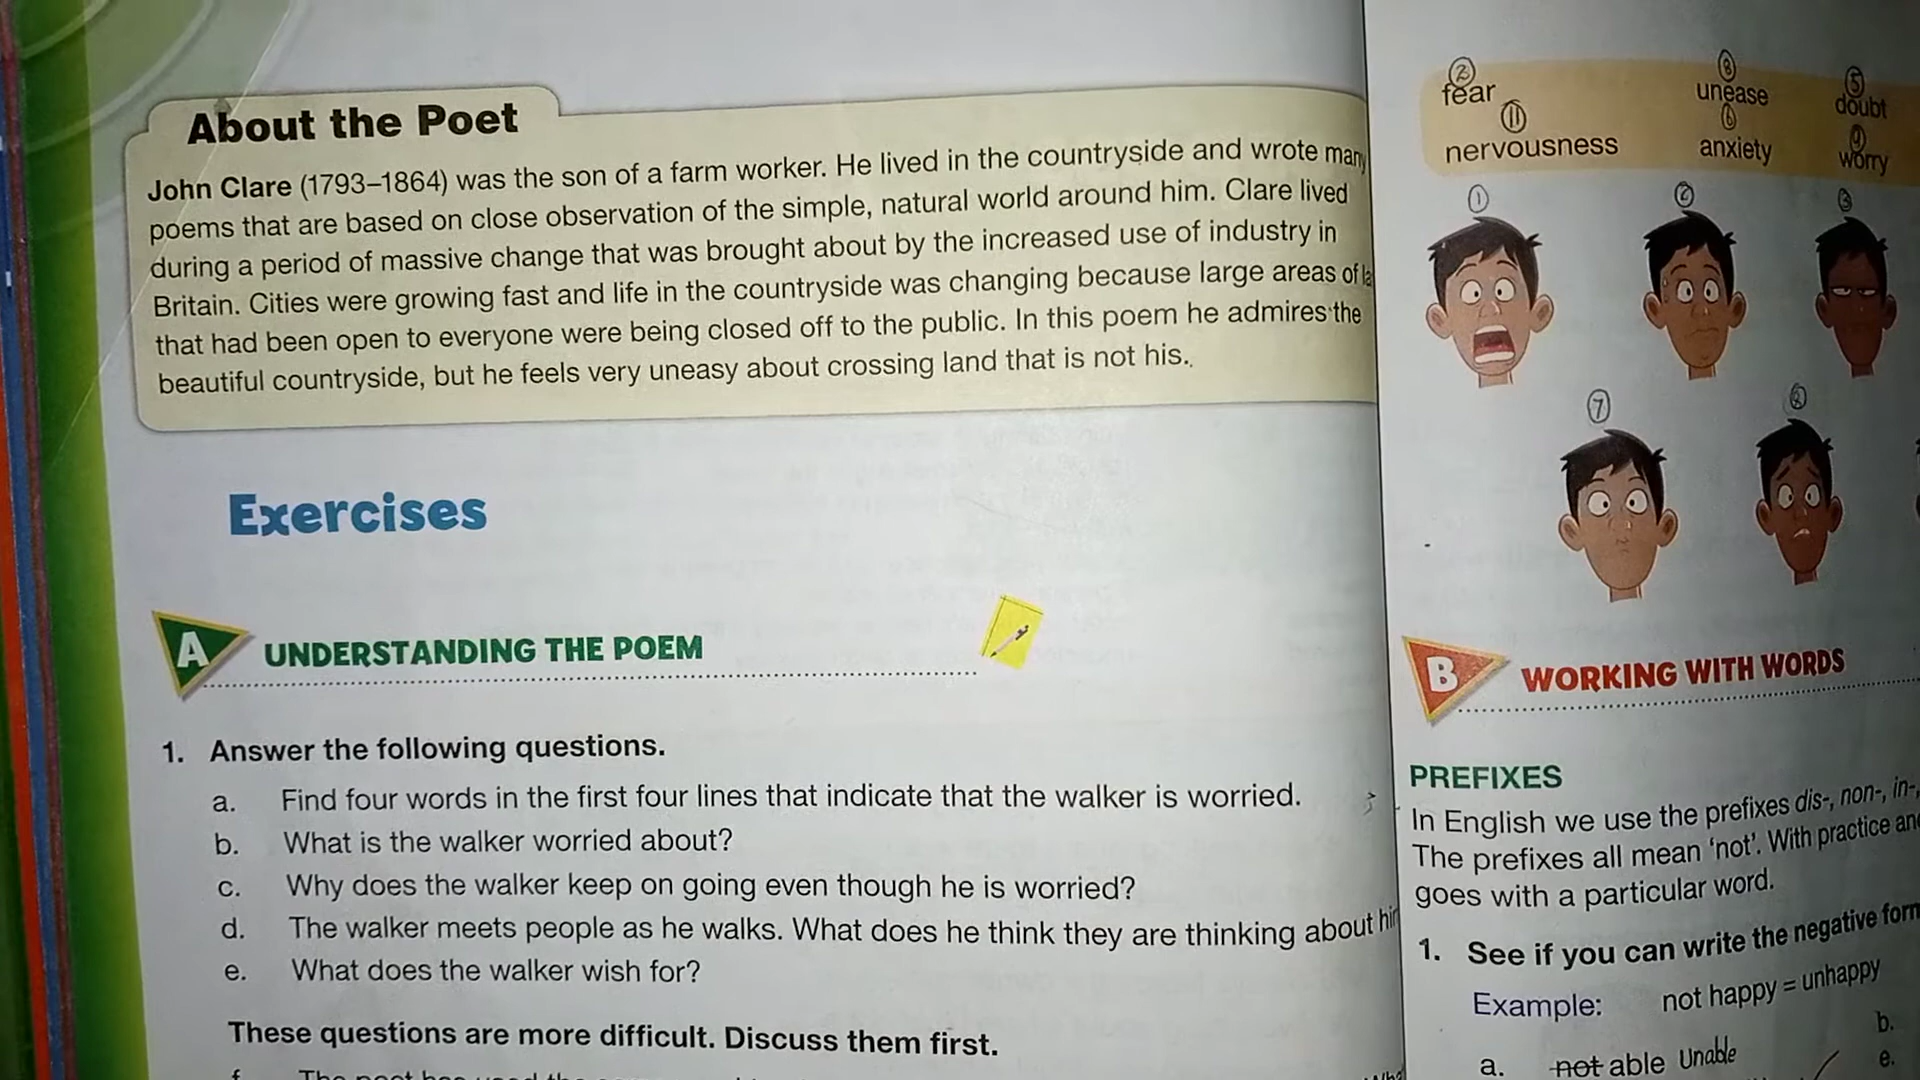 About the Poet
John Clare (1793–1864) was the son of a farm worker. He lived in the countryside and wrote many
poems that are based on close observation of the simple, natural world around him. Clare lived
during a period of massive change that was brought about by the increased use of industry in
Britain. Cities were growing fast and life in the countryside was changing because large areas of
that had been open to everyone were being closed off to the public. In this poem he admires the
beautiful countryside, but he feels very uneasy about crossing land that is not his.
Exercises
A UNDERSTANDING THE POEM
1. Answer the following questions.
a. Find four words in the first four lines that indicate that the walker is worried.
b. What is the walker worried about?
c. Why does the walker keep on going even though he is worried?
d. The walker meets people as he walks. What does he think they are thinking about
e. What does the walker wish for?
These questions are more difficult. Discuss them first.
2 8 5
fear unease doubt
11 6
nervousness anxiety worry
1 2 3
7 8
B WORKING WITH WORDS
PREFIXES
In English we use the prefixes dis-, non-, in-,
The prefixes all mean 'not'. With practice
goes with a particular word.
1. See if you can write the negative
Example: not happy = unhappy
a. not able Unable
b.
e.